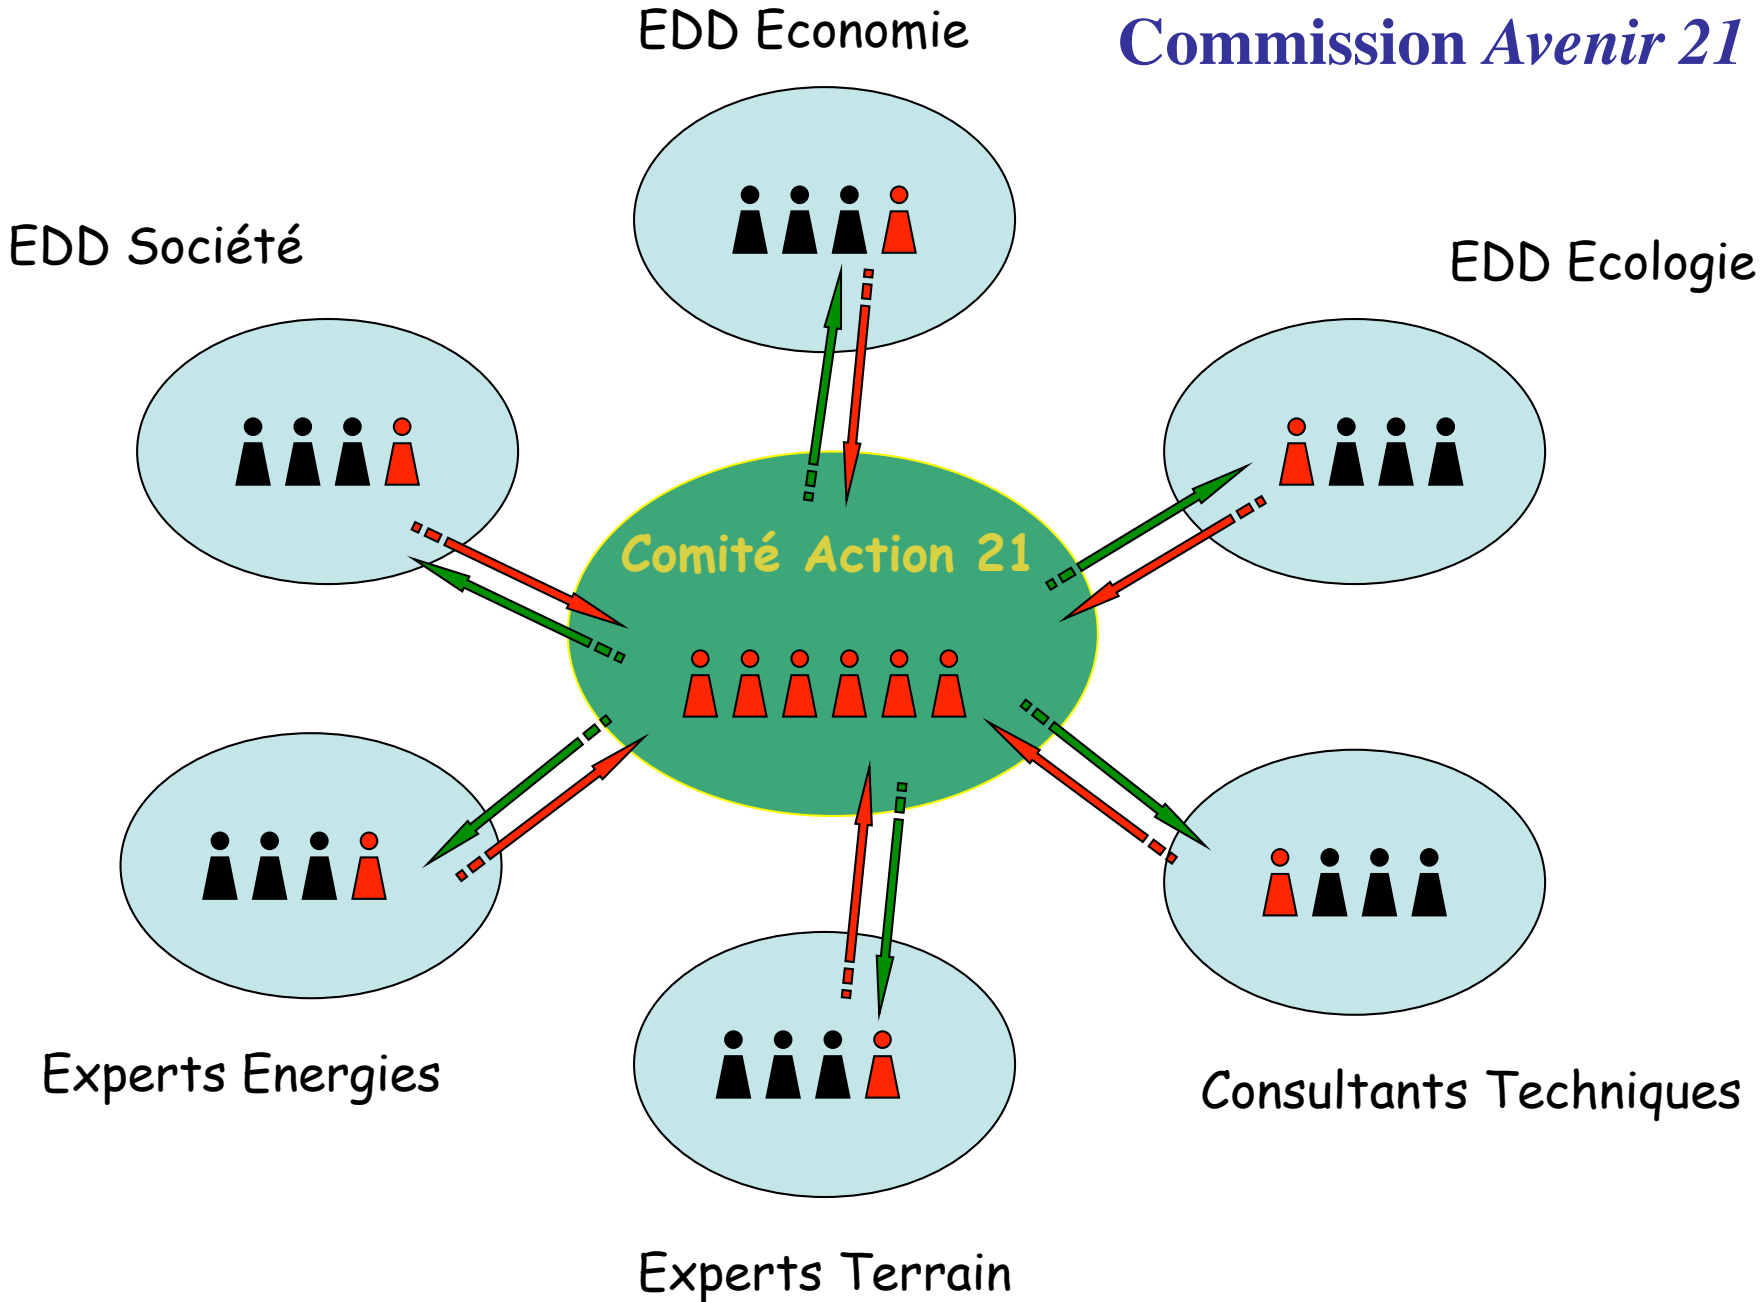 EDD Economie
Commission Avenir 21
EDD Société
EDD Ecologie
Comité Action 21
Experts Energies
Consultants Techniques
Experts Terrain